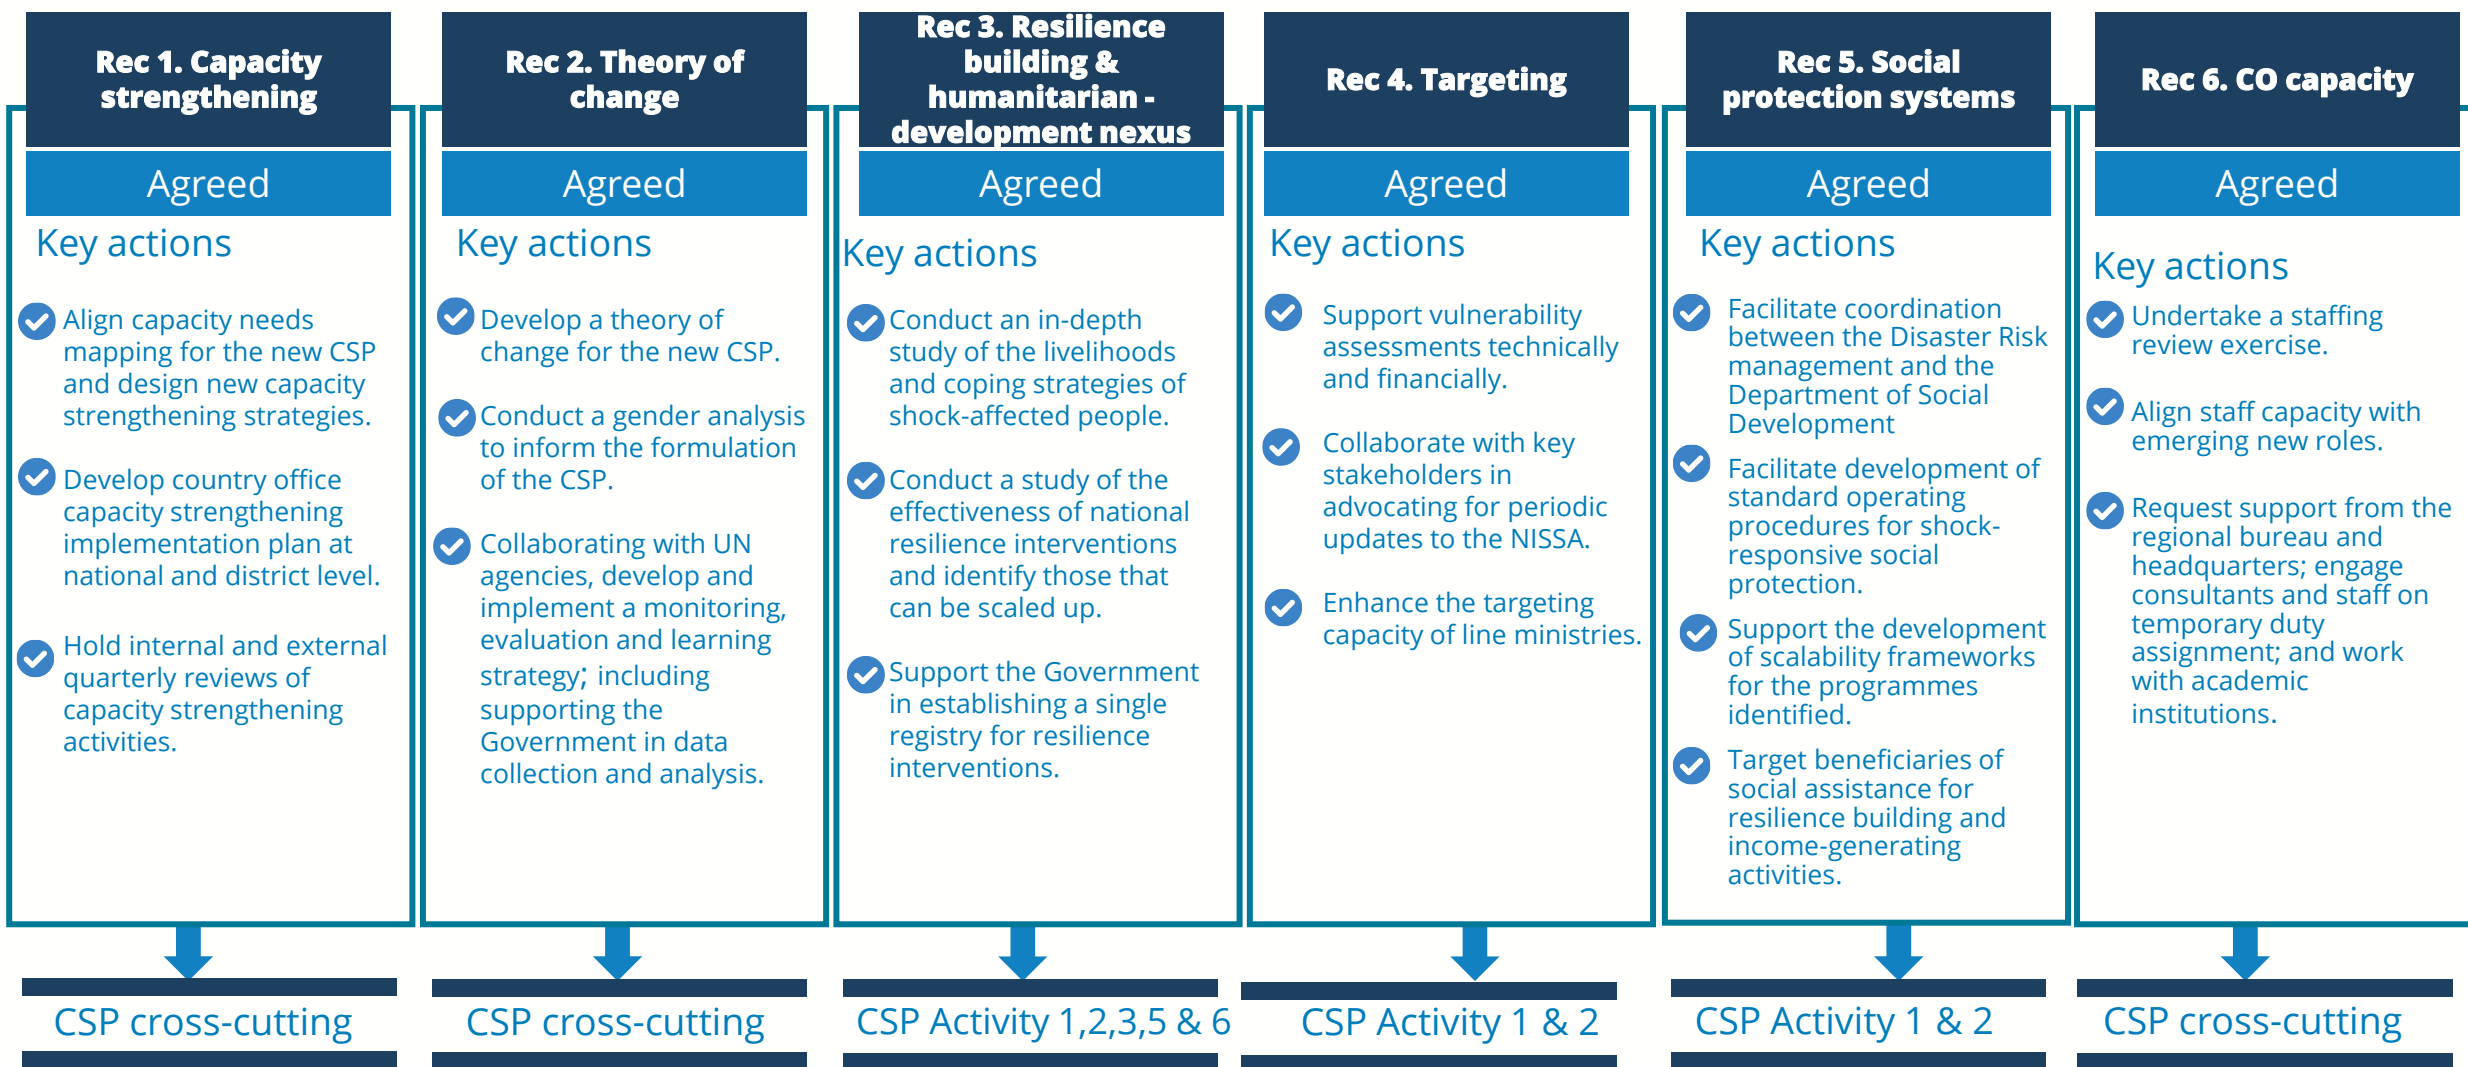 Rec 1. Capacity
strengthening
Agreed
Key actions
Align capacity needs
mapping for the new CSP
and design new capacity
strengthening strategies.
Develop country office
capacity strengthening
implementation plan at
national and district level.
Hold internal and external
quarterly reviews of
capacity strengthening
activities.
CSP cross-cutting
Rec 2. Theory of
change
Agreed
Key actions
Develop a theory of
change for the new CSP.
Conduct a gender analysis
to inform the formulation
of the CSP.
Collaborating with UN
agencies, develop and
implement a monitoring,
evaluation and learning
strategy; including
supporting the
Government in data
collection and analysis.
CSP cross-cutting
Rec 3. Resilience
building &
humanitarian -
development nexus
Agreed
Key actions
Conduct an in-depth
study of the livelihoods
and coping strategies of
shock-affected people.
Conduct a study of the
effectiveness of national
resilience interventions
and identify those that
can be scaled up.
Support the Government
in establishing a single
registry for resilience
interventions.
CSP Activity 1,2,3,5 & 6
Rec 4. Targeting
Agreed
Key actions
Support vulnerability
assessments technically
and financially.
Collaborate with key
stakeholders in
advocating for periodic
updates to the NISSA.
Enhance the targeting
capacity of line ministries.
CSP Activity 1 & 2
Rec 5. Social
protection systems
Agreed
Key actions
Facilitate coordination
between the Disaster Risk
management and the
Department of Social
Development
Facilitate development of
standard operating
procedures for shock-
responsive social
protection.
Support the development
of scalability frameworks
for the programmes
identified.
Target beneficiaries of
social assistance for
resilience building and
income-generating
activities.
CSP Activity 1 & 2
Rec 6. CO capacity
Agreed
Key actions
Undertake a staffing
review exercise.
Align staff capacity with
emerging new roles.
Request support from the
regional bureau and
headquarters; engage
consultants and staff on
temporary duty
assignment; and work
with academic
institutions.
CSP cross-cutting